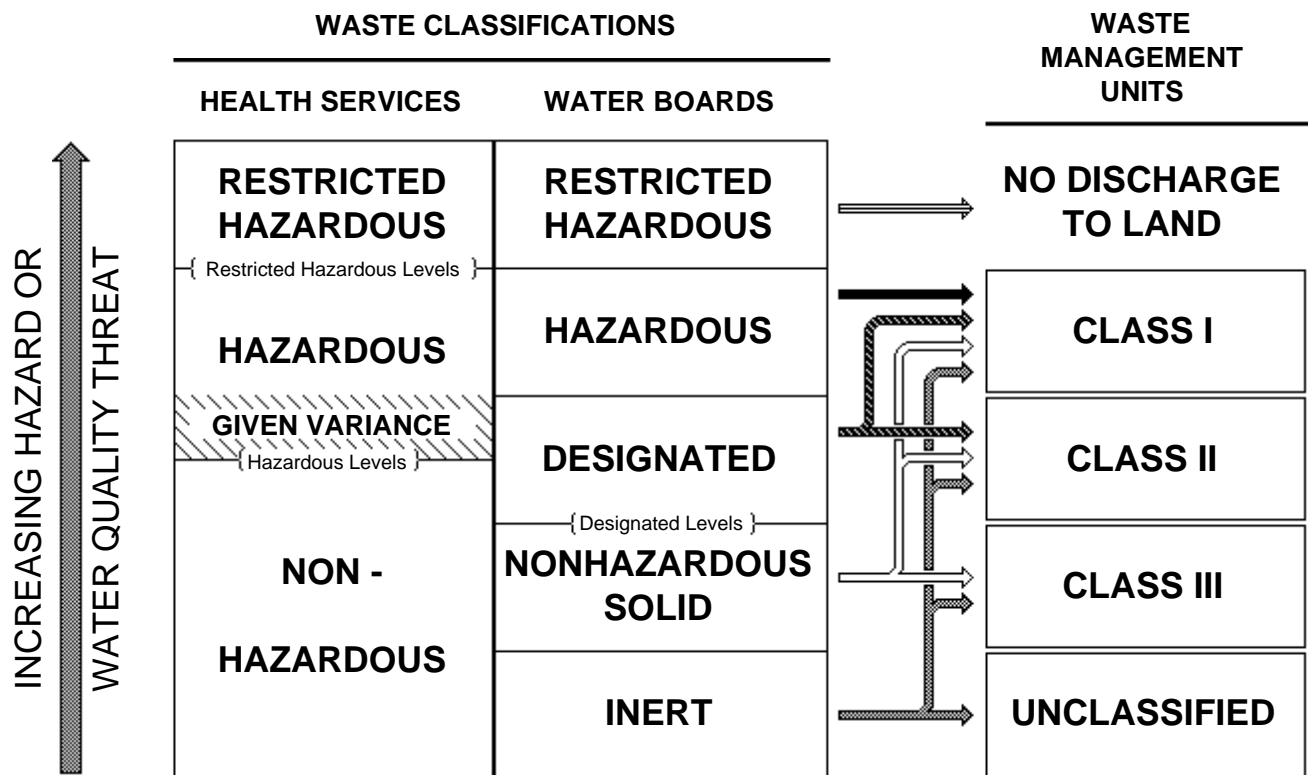 WASTE CLASSIFICATIONS
WASTE
MANAGEMENT
UNITS
HEALTH SERVICES
WATER BOARDS
INCREASING HAZARD OR
WATER QUALITY THREAT
RESTRICTED
HAZARDOUS
{ Restricted Hazardous Levels }
HAZARDOUS
GIVEN VARIANCE
{ Hazardous Levels }
NON -
HAZARDOUS
RESTRICTED
HAZARDOUS
HAZARDOUS
DESIGNATED
{ Designated Levels }
NONHAZARDOUS
SOLID
INERT
NO DISCHARGE
TO LAND
CLASS I
CLASS II
CLASS III
UNCLASSIFIED